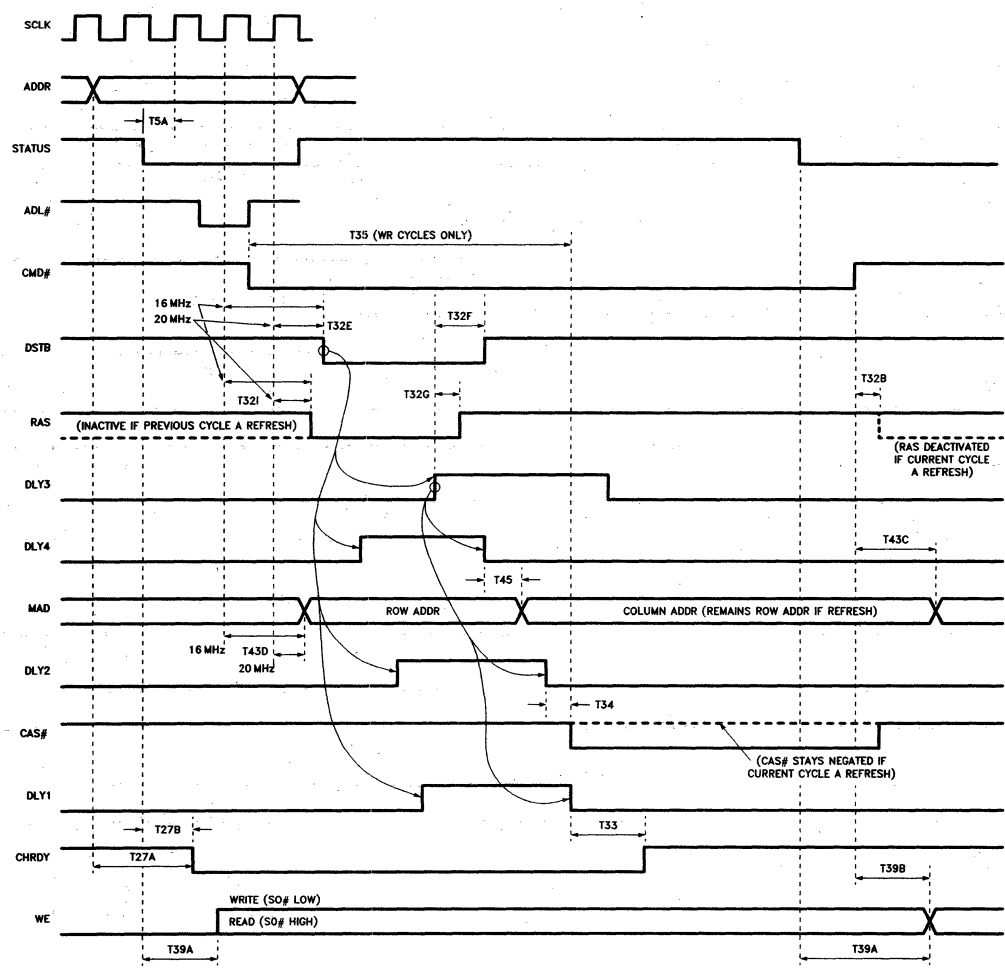 SCLK
ADDR
T5A
STATUS
ADL#
T35 (WR CYCLES ONLY)
CMD#
16 MHz
20 MHz
T32E
T32F
DSTB
T32I
T32G
T32B
RAS
(INACTIVE IF PREVIOUS CYCLE A REFRESH)
(RAS DEACTIVATED
IF CURRENT CYCLE
A REFRESH)
DLY3
DLY4
T43C
T45
MAD
ROW ADDR
COLUMN ADDR (REMAINS ROW ADDR IF REFRESH)
16 MHz
T43D
20 MHz
DLY2
T34
CAS#
(CAS# STAYS NEGATED IF
CURRENT CYCLE A REFRESH)
DLY1
T27B
T33
CHRDY
T27A
T39B
WRITE (SO# LOW)
WE
READ (SO# HIGH)
T39A
T39A